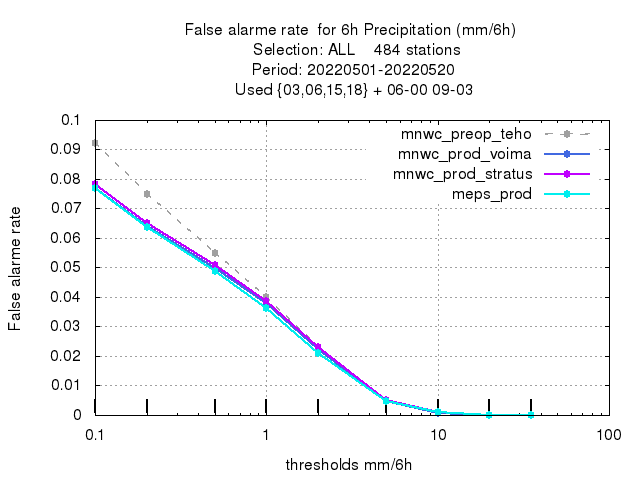 False alarme rate  for 6h Precipitation (mm/6h)
Selection: ALL    484 stations
Period: 20220501-20220520
Used {03,06,15,18} + 06-00 09-03
mnwc_preop_teho
mnwc_prod_voima
mnwc_prod_stratus
meps_prod
False alarme rate
0.1
0.09
0.08
0.07
0.06
0.05
0.04
0.03
0.02
0.01
0
0.1 1 10 100
thresholds mm/6h